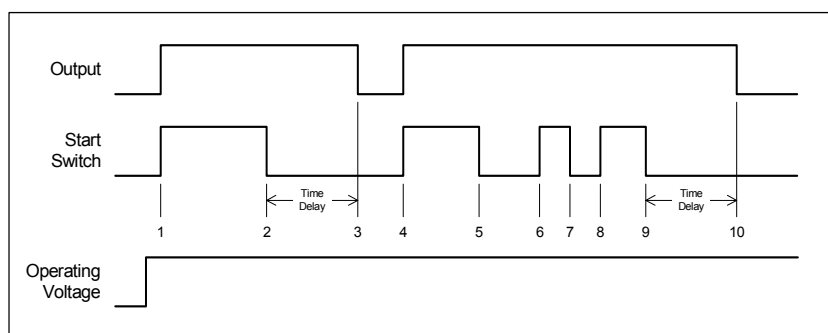 Output
Start
Switch
Time
Delay
Time
Delay
1 2 3 4 5 6 7 8 9 10
Operating
Voltage